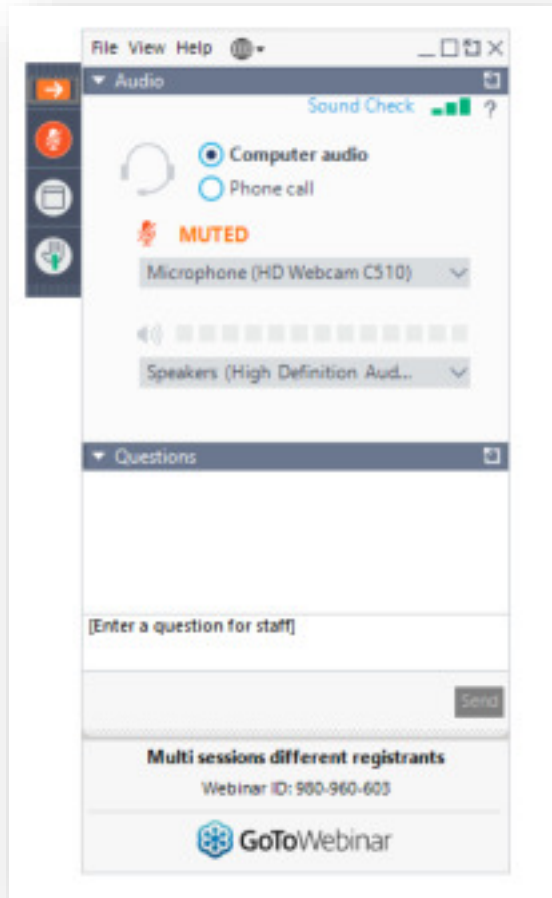 File View Help
Audio
Sound Check ?
Computer audio
Phone call
MUTED
Microphone (HD Webcam C510)
Speakers (High Definition Aud...
Questions
[Enter a question for staff]
Send
Multi sessions different registrants
Webinar ID: 980-960-603
GoToWebinar